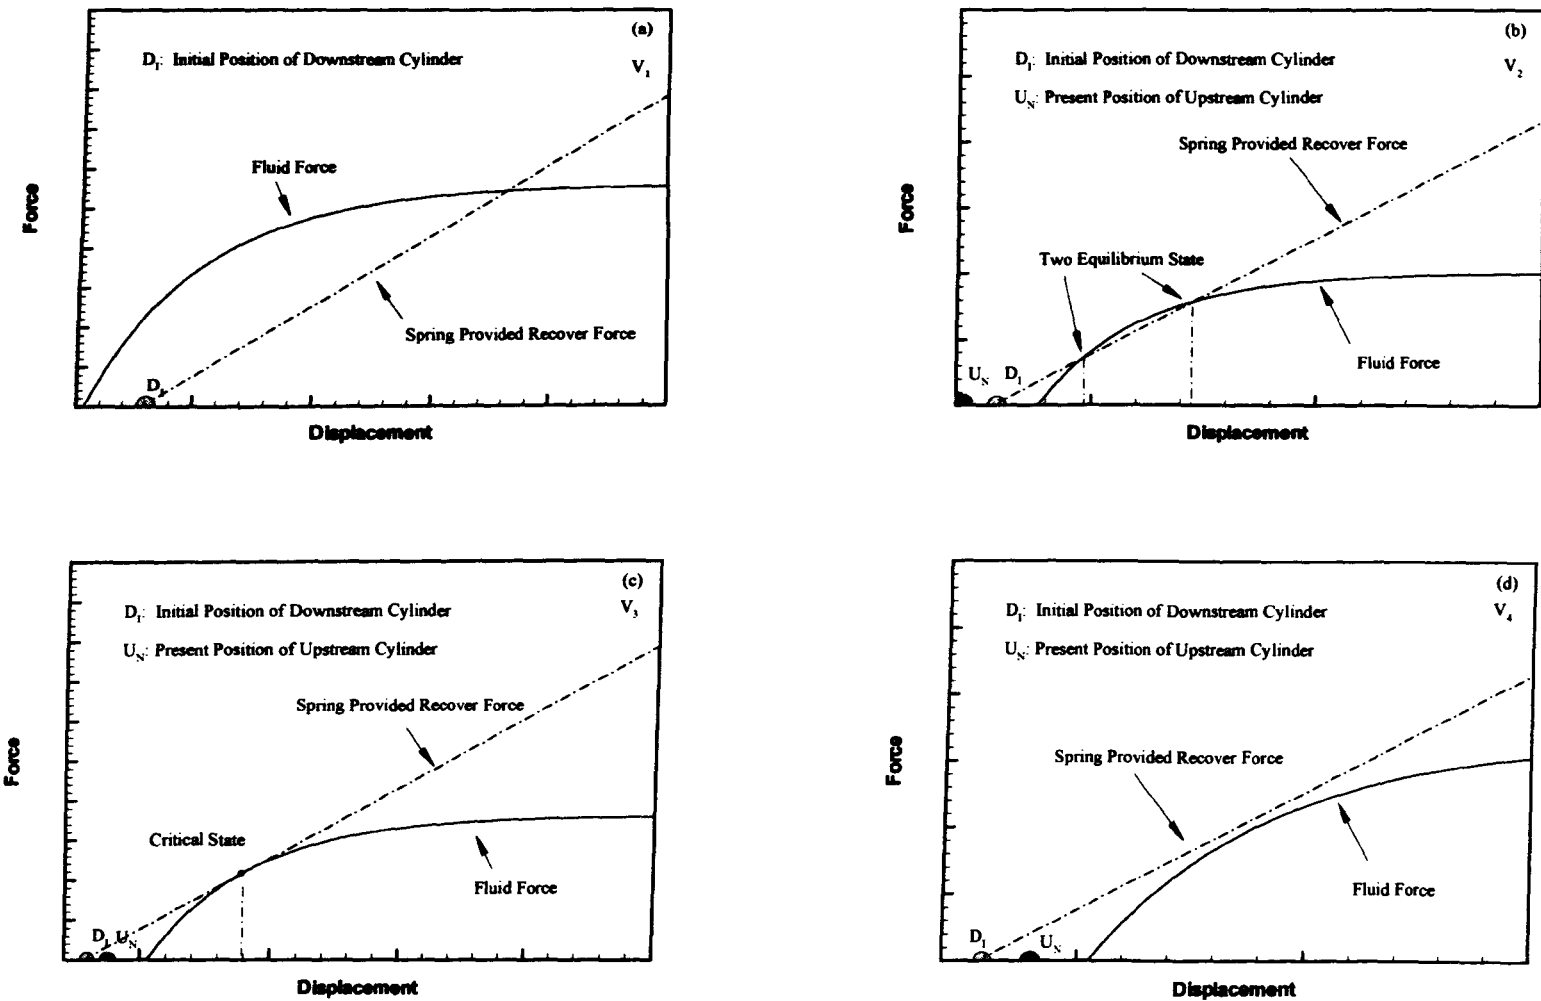 (a)
D_I: Initial Position of Downstream Cylinder
V_1
Fluid Force
Spring Provided Recover Force
D_I
Force
Displacement
(b)
D_I: Initial Position of Downstream Cylinder
V_2
U_N: Present Position of Upstream Cylinder
Spring Provided Recover Force
Two Equilibrium State
Fluid Force
U_N D_I
Force
Displacement
(c)
D_I: Initial Position of Downstream Cylinder
V_3
U_N: Present Position of Upstream Cylinder
Spring Provided Recover Force
Critical State
Fluid Force
D_I U_N
Force
Displacement
(d)
D_I: Initial Position of Downstream Cylinder
V_4
U_N: Present Position of Upstream Cylinder
Spring Provided Recover Force
Fluid Force
D_I U_N
Force
Displacement